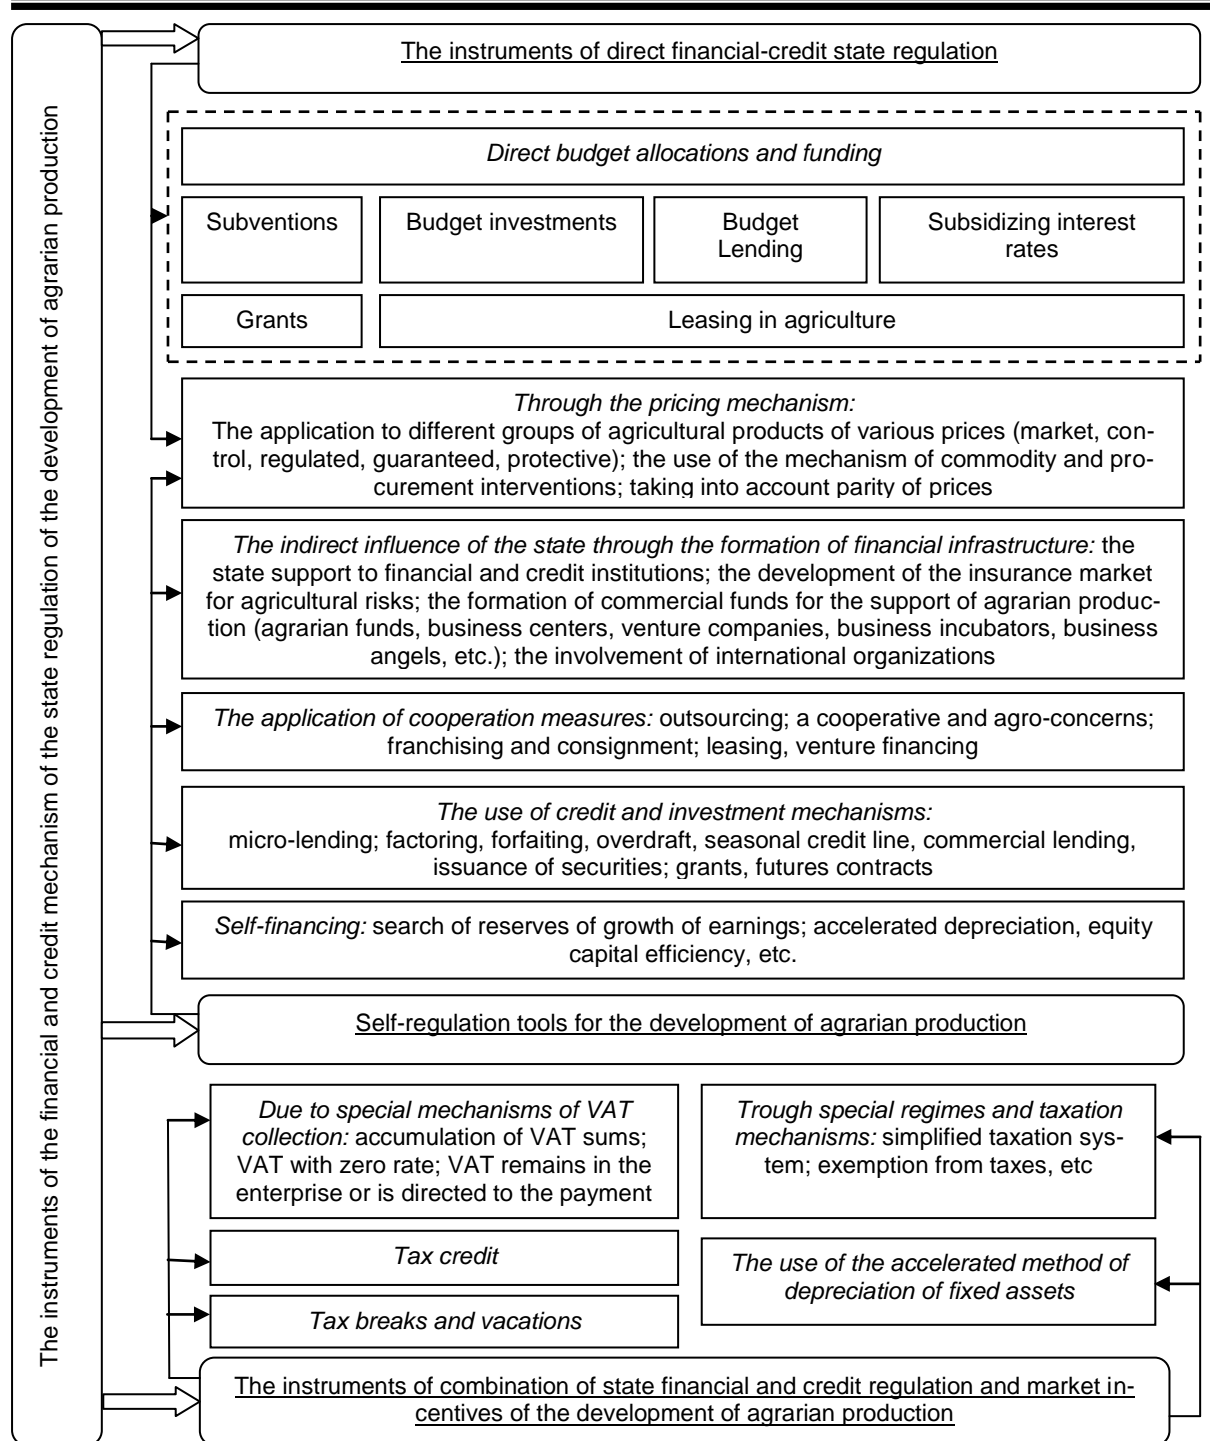 The instruments of the financial and credit mechanism of the state regulation of the development of agrarian production
The instruments of direct financial-credit state regulation
Direct budget allocations and funding
Subventions
Budget investments
Budget
Lending
Subsidizing interest
rates
Grants
Leasing in agriculture
Through the pricing mechanism:
The application to different groups of agricultural products of various prices (market, con-
trol, regulated, guaranteed, protective); the use of the mechanism of commodity and pro-
curement interventions; taking into account parity of prices
The indirect influence of the state through the formation of financial infrastructure: the
state support to financial and credit institutions; the development of the insurance market
for agricultural risks; the formation of commercial funds for the support of agrarian produc-
tion (agrarian funds, business centers, venture companies, business incubators, business
angels, etc.); the involvement of international organizations
The application of cooperation measures: outsourcing; a cooperative and agro-concerns;
franchising and consignment; leasing, venture financing
The use of credit and investment mechanisms:
micro-lending; factoring, forfaiting, overdraft, seasonal credit line, commercial lending,
issuance of securities; grants, futures contracts
Self-financing: search of reserves of growth of earnings; accelerated depreciation, equity
capital efficiency, etc.
Self-regulation tools for the development of agrarian production
Due to special mechanisms of VAT
collection: accumulation of VAT sums;
VAT with zero rate; VAT remains in the
enterprise or is directed to the payment
Trough special regimes and taxation
mechanisms: simplified taxation sys-
tem; exemption from taxes, etc
Tax credit
The use of the accelerated method of
depreciation of fixed assets
Tax breaks and vacations
The instruments of combination of state financial and credit regulation and market in-
centives of the development of agrarian production